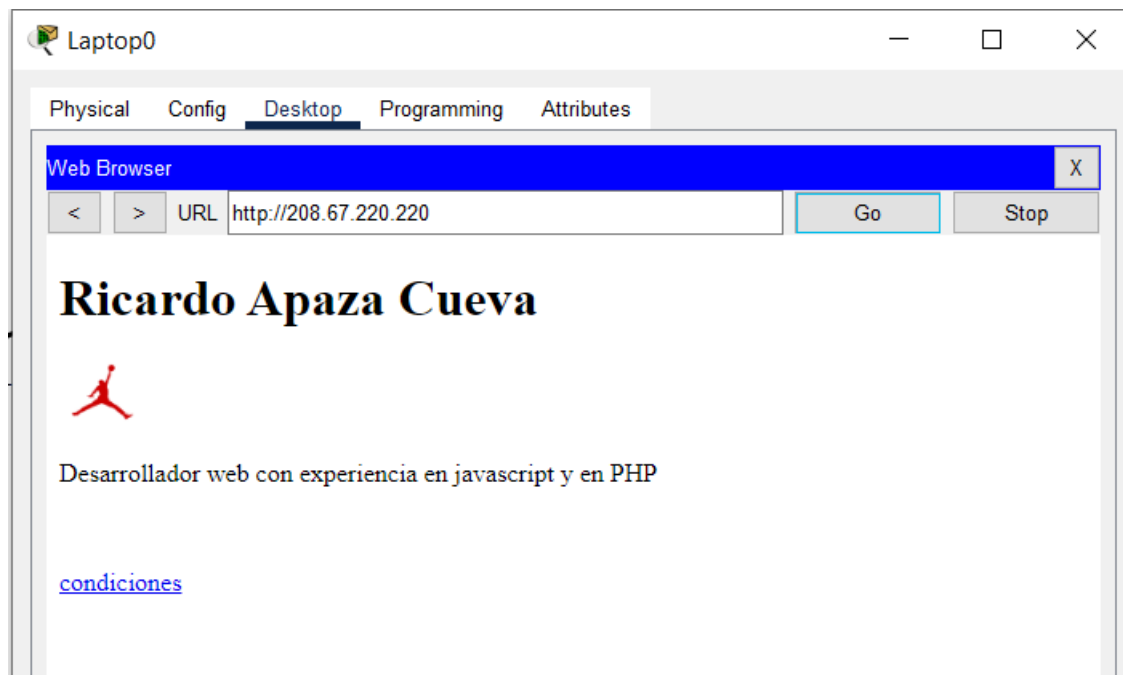 Laptop0
Physical Config Desktop Programming Attributes
Web Browser X
< > URL http://208.67.220.220 Go Stop
Ricardo Apaza Cueva
Desarrollador web con experiencia en javascript y en PHP
condiciones